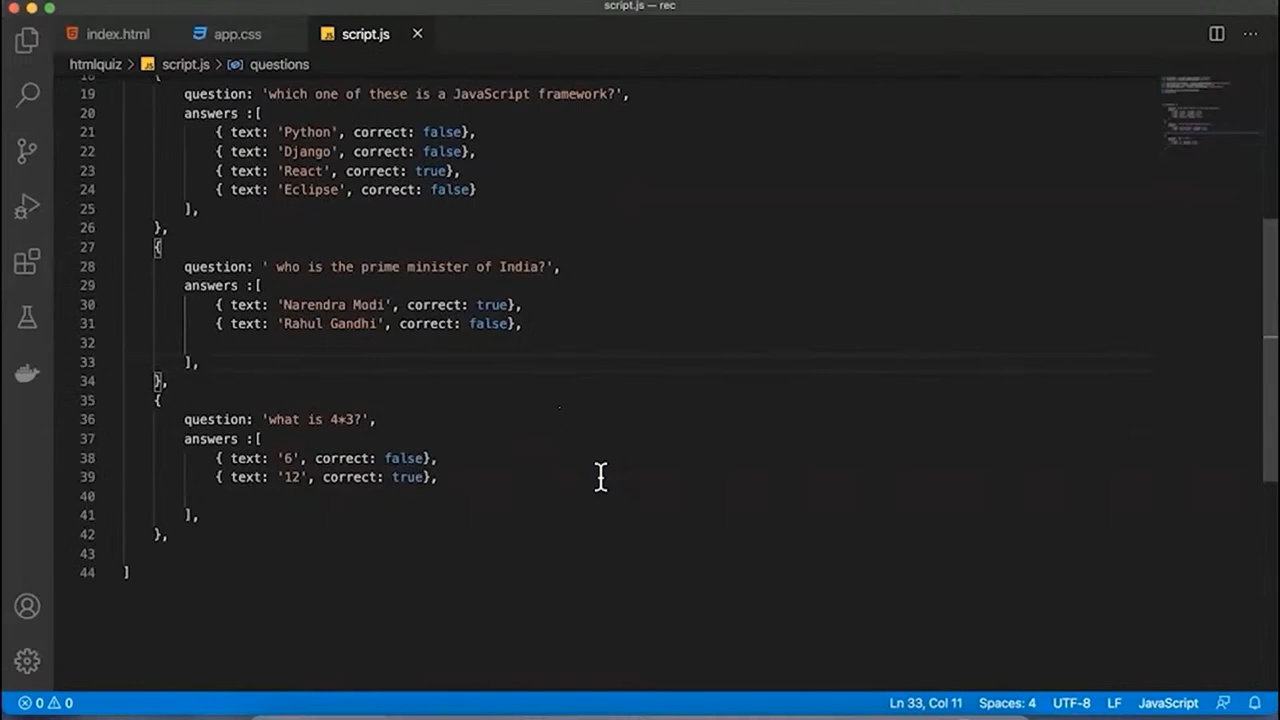 script.js — rec
index.html app.css script.js
htmlquiz > script.js > questions
18 {
19 question: 'which one of these is a JavaScript framework?',
20 answers :[
21 { text: 'Python', correct: false},
22 { text: 'Django', correct: false},
23 { text: 'React', correct: true},
24 { text: 'Eclipse', correct: false}
25 ],
26 },
27 {
28 question: ' who is the prime minister of India?',
29 answers :[
30 { text: 'Narendra Modi', correct: true},
31 { text: 'Rahul Gandhi', correct: false},
32
33 ],
34 },
35 {
36 question: 'what is 4*3?',
37 answers :[
38 { text: '6', correct: false},
39 { text: '12', correct: true},
40
41 ],
42 },
43
44 ]
0 0 Ln 33, Col 11 Spaces: 4 UTF-8 LF JavaScript